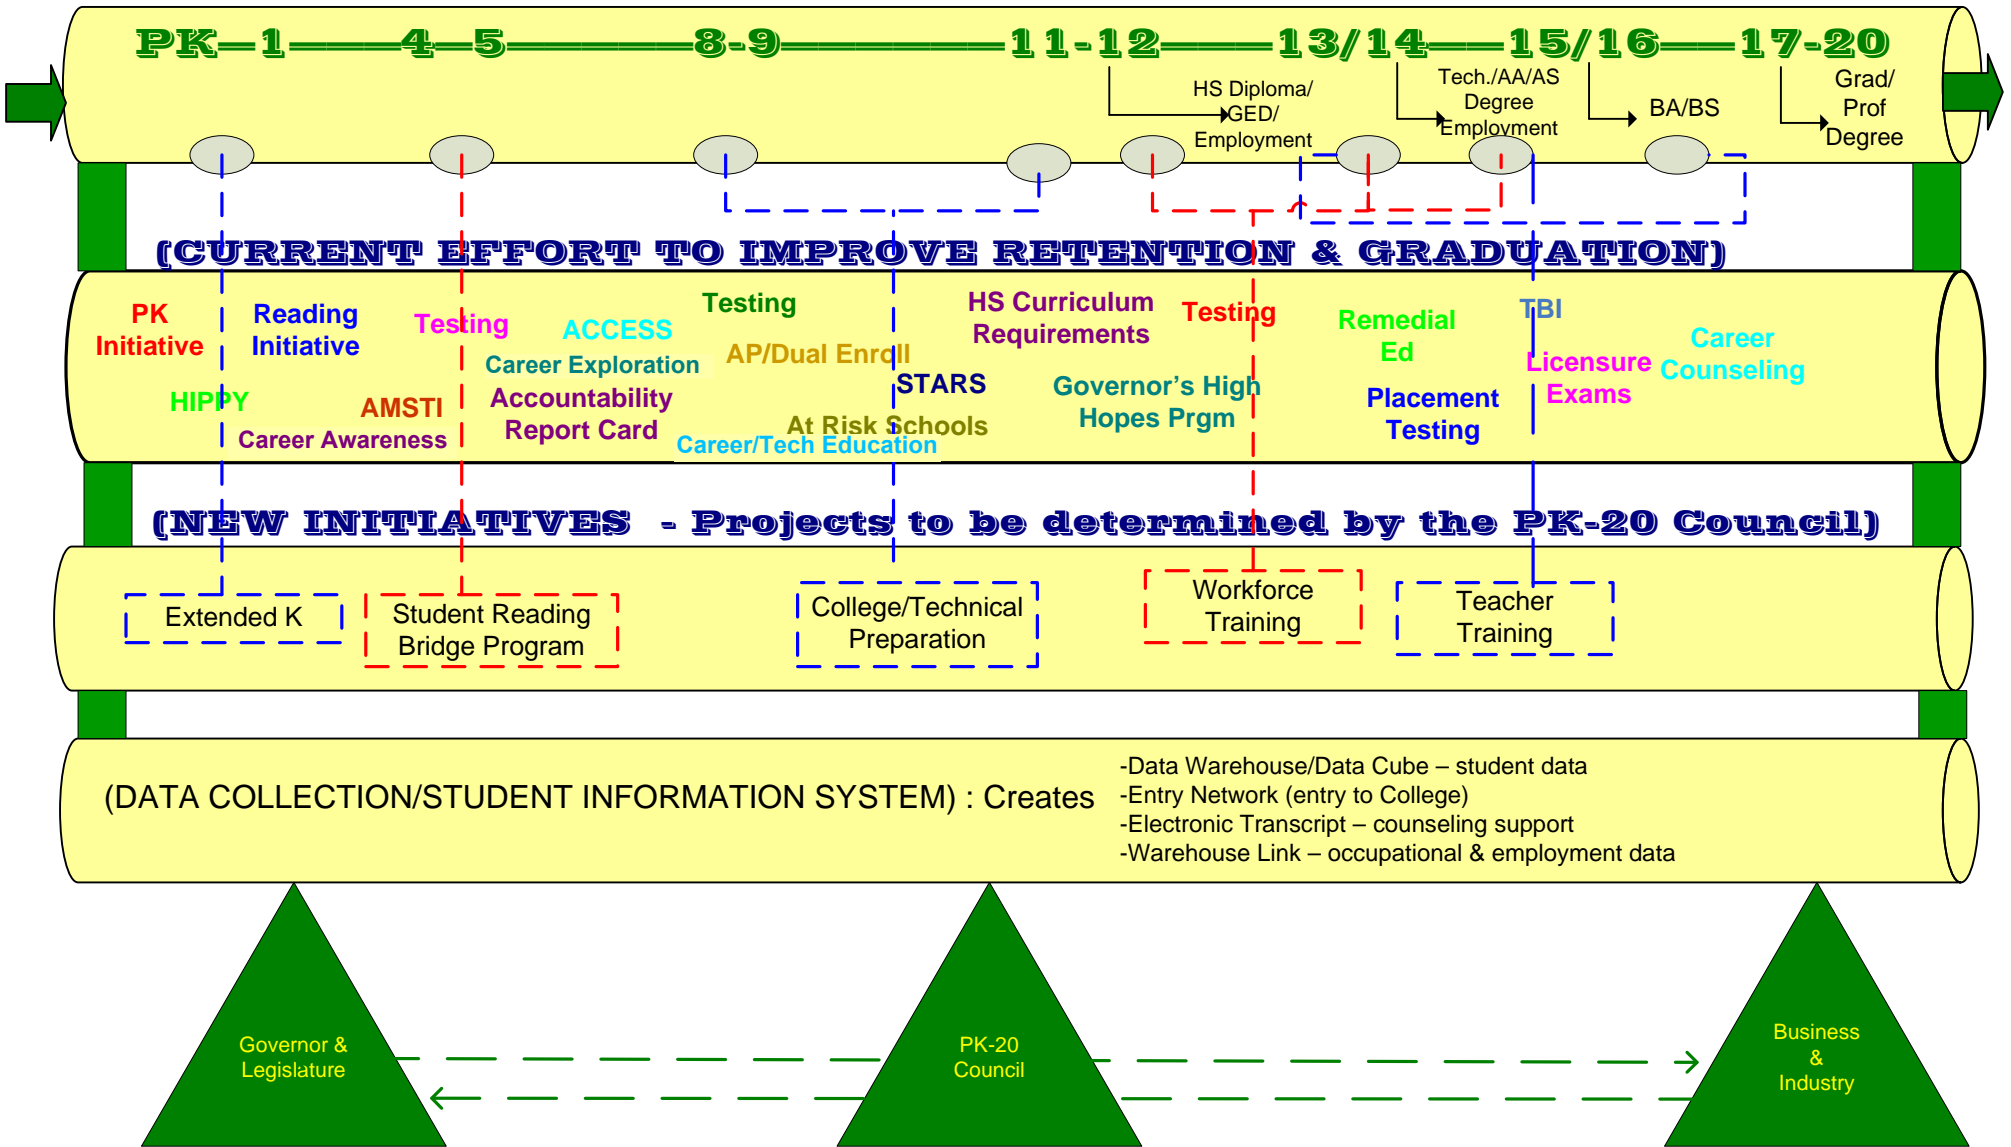 PK—1———4—5—————8-9——————11-12———13/14——15/16——17-20
HS Diploma/
GED/
Employment
Tech./AA/AS
Degree
Employment
BA/BS
Grad/
Prof
Degree
(CURRENT EFFORT TO IMPROVE RETENTION & GRADUATION)
PK
Initiative
Reading
Initiative
HIPPY
Testing
AMSTI
Career Awareness
ACCESS
Career Exploration
Accountability
Report Card
Testing
AP/Dual Enroll
STARS
At Risk Schools
Career/Tech Education
HS Curriculum
Requirements
Governor's High
Hopes Prgm
Testing
Remedial
Ed
Placement
Testing
TBI
Licensure
Exams
Career
Counseling
(NEW INITIATIVES - Projects to be determined by the PK-20 Council)
Extended K
Student Reading
Bridge Program
College/Technical
Preparation
Workforce
Training
Teacher
Training
(DATA COLLECTION/STUDENT INFORMATION SYSTEM) : Creates
-Data Warehouse/Data Cube – student data
-Entry Network (entry to College)
-Electronic Transcript – counseling support
-Warehouse Link – occupational & employment data
Governor &
Legislature
PK-20
Council
Business
&
Industry